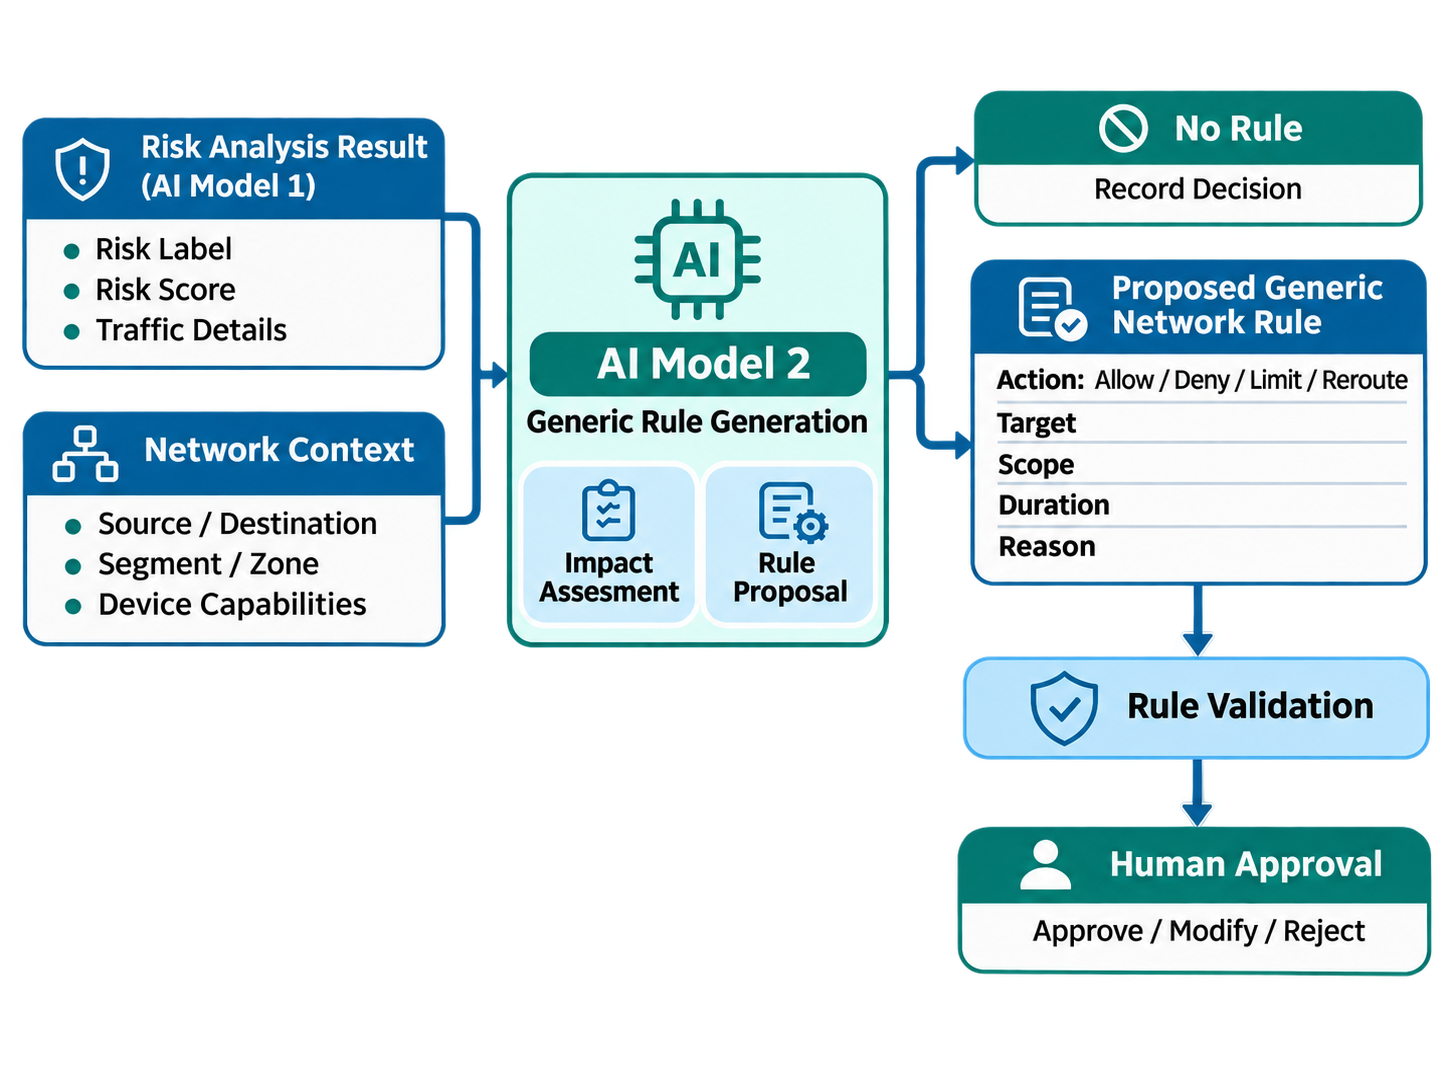 Risk Analysis Result
(AI Model 1)
Risk Label
Risk Score
Traffic Details
Network Context
Source / Destination
Segment / Zone
Device Capabilities
AI
AI Model 2
Generic Rule Generation
Impact
Assesment
Rule
Proposal
No Rule
Record Decision
Proposed Generic
Network Rule
Action: Allow / Deny / Limit / Reroute
Target
Scope
Duration
Reason
Rule Validation
Human Approval
Approve / Modify / Reject